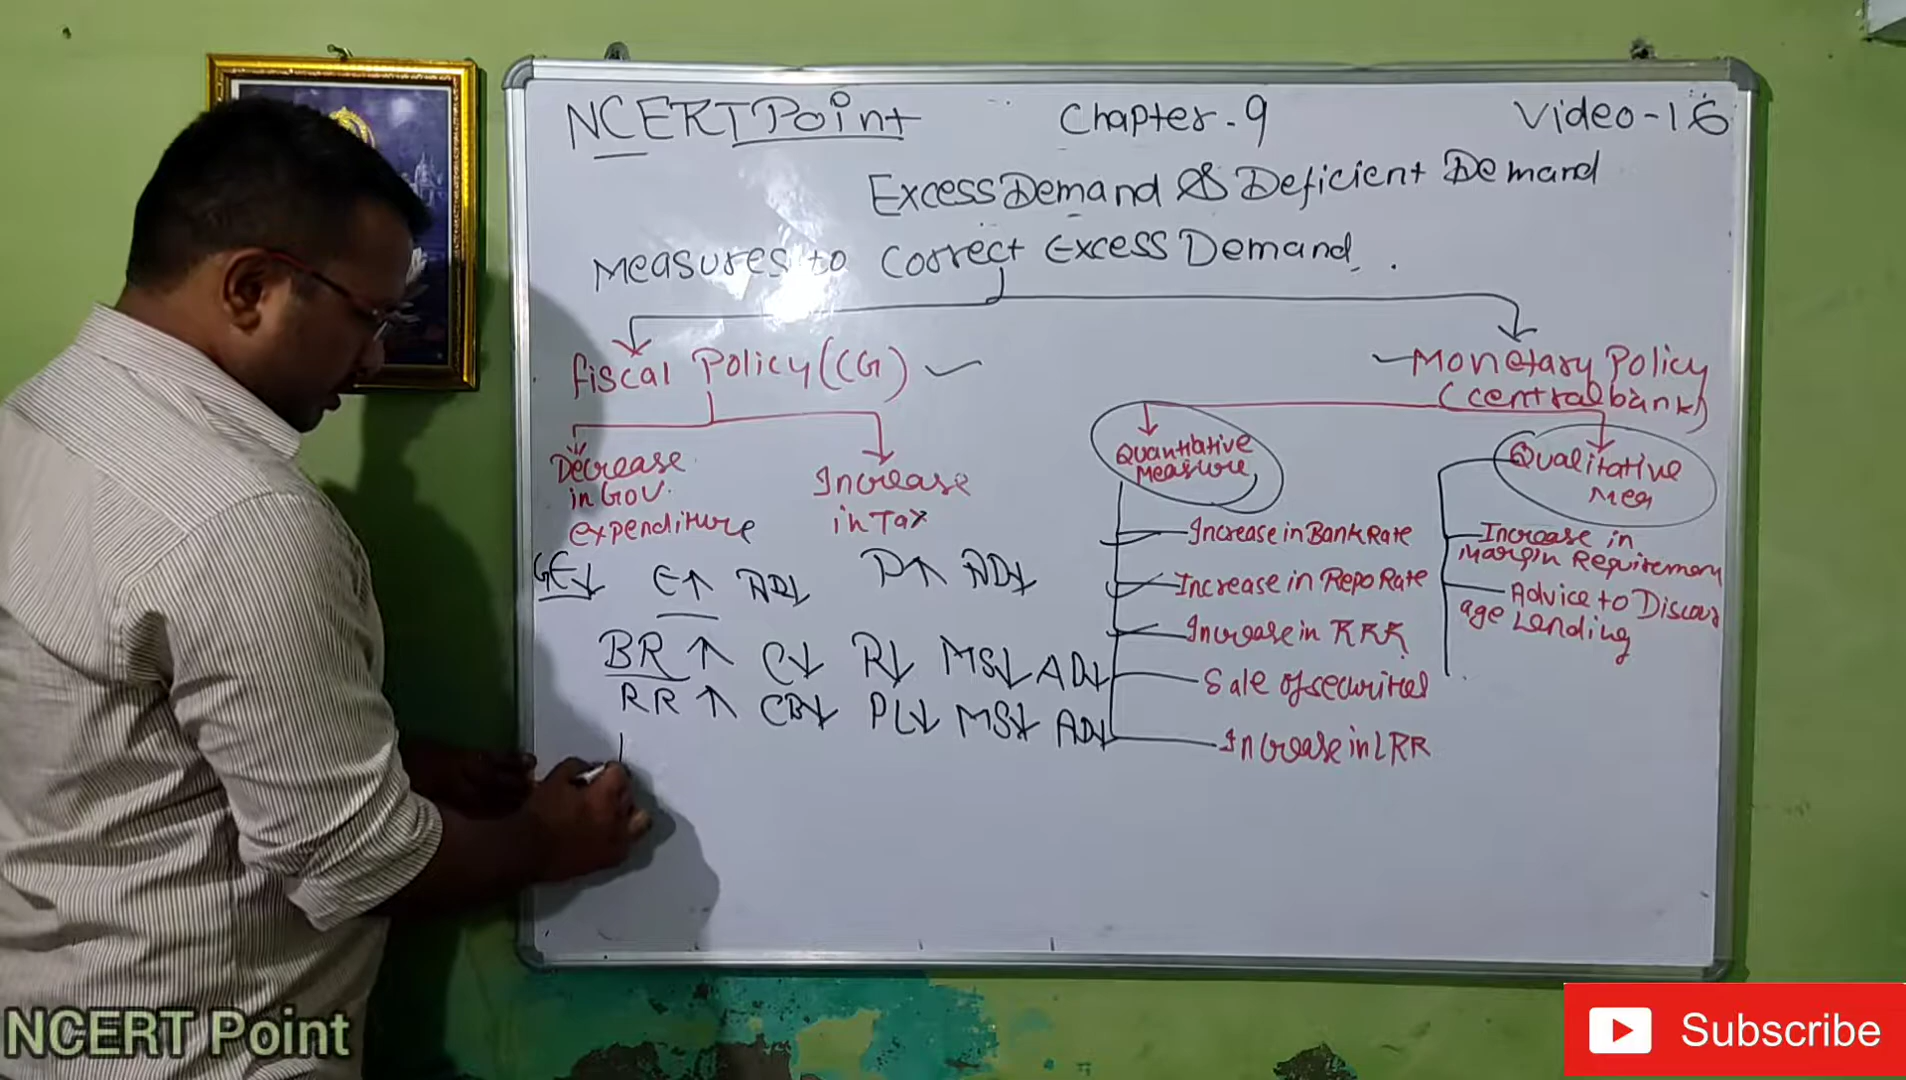 NCERT Point Chapter-9 Video-16
Excess Demand & Deficient Demand
Measures to Correct Excess Demand.
fiscal Policy (CG)
Monetary Policy
(central bank)
Decrease
in Gov.
expenditure
Increase
in Tax
Quantiative
Measure
Qualitative
Mea
Increase in Bank Rate
Increase in Repo Rate
Increase in RRR
Sale of securities
Increase in LRR
Increase in
Margin Requiremen
Advice to Discour
age Lending
GE↓ E↑ AD↓ P↑ AD↓
BR ↑ C↓ R↓ MS↓ AD↓
RR ↑ CB↓ PL↓ MS↓ AD↓
NCERT Point
Subscribe